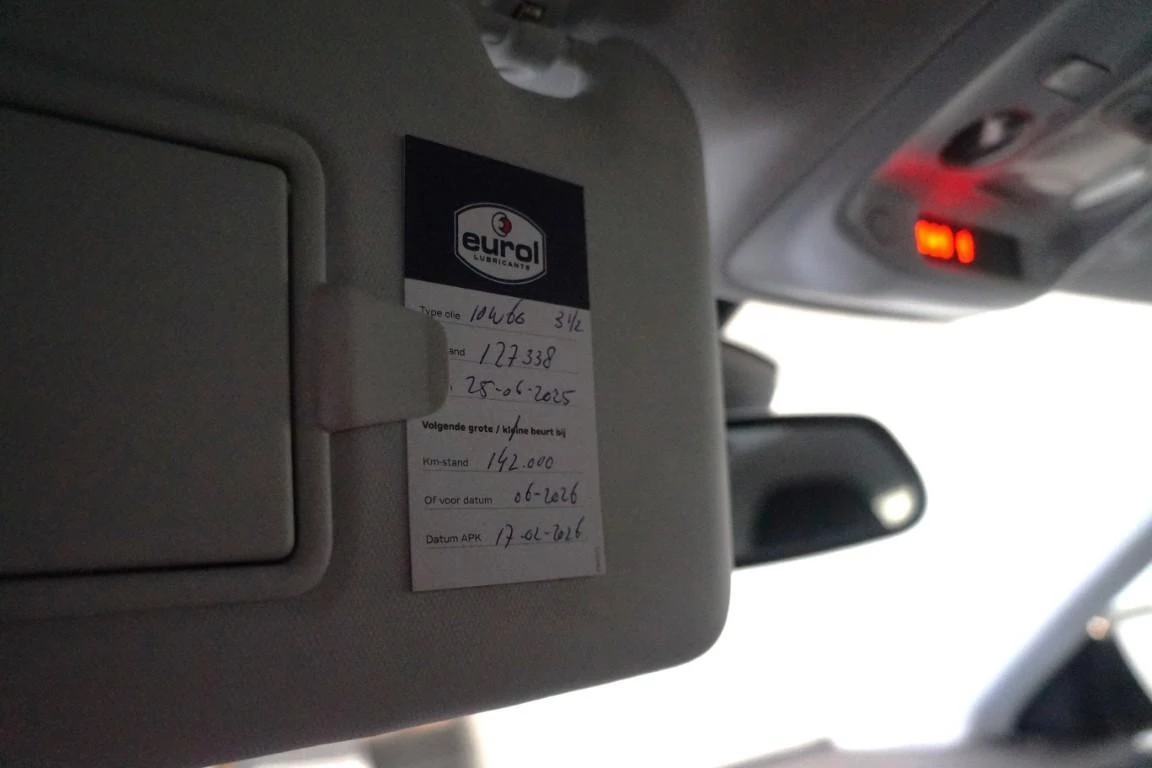 eurol
LUBRICANTS
Type olie 10W60 3½
and 127338
25-06-2025
Volgende grote / kleine beurt bij
Km-stand 142.000
Of voor datum 06-2026
Datum APK 17-02-2026